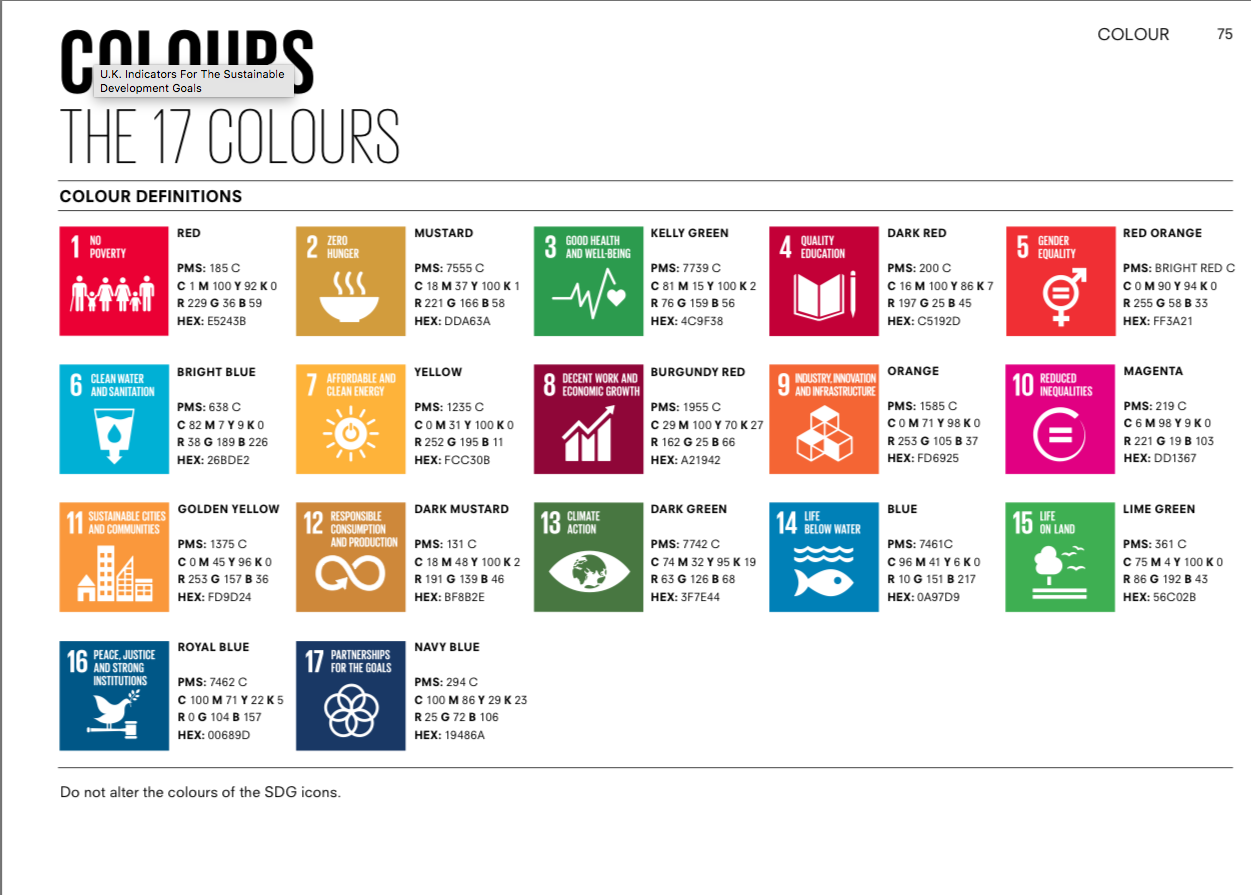 COLOUR 75
COLOURS
U.K. Indicators For The Sustainable
Development Goals
THE 17 COLOURS
COLOUR DEFINITIONS
1 NO
POVERTY
RED
PMS: 185 C
C 1 M 100 Y 92 K 0
R 229 G 36 B 59
HEX: E5243B
2 ZERO
HUNGER
MUSTARD
PMS: 7555 C
C 18 M 37 Y 100 K 1
R 221 G 166 B 58
HEX: DDA63A
3 GOOD HEALTH
AND WELL-BEING
KELLY GREEN
PMS: 7739 C
C 81 M 15 Y 100 K 2
R 76 G 159 B 56
HEX: 4C9F38
4 QUALITY
EDUCATION
DARK RED
PMS: 200 C
C 16 M 100 Y 86 K 7
R 197 G 25 B 45
HEX: C5192D
5 GENDER
EQUALITY
RED ORANGE
PMS: BRIGHT RED C
C 0 M 90 Y 94 K 0
R 255 G 58 B 33
HEX: FF3A21
6 CLEAN WATER
AND SANITATION
BRIGHT BLUE
PMS: 638 C
C 82 M 7 Y 9 K 0
R 38 G 189 B 226
HEX: 26BDE2
7 AFFORDABLE AND
CLEAN ENERGY
YELLOW
PMS: 1235 C
C 0 M 31 Y 100 K 0
R 252 G 195 B 11
HEX: FCC30B
8 DECENT WORK AND
ECONOMIC GROWTH
BURGUNDY RED
PMS: 1955 C
C 29 M 100 Y 70 K 27
R 162 G 25 B 66
HEX: A21942
9 INDUSTRY, INNOVATION
AND INFRASTRUCTURE
ORANGE
PMS: 1585 C
C 0 M 71 Y 98 K 0
R 253 G 105 B 37
HEX: FD6925
10 REDUCED
INEQUALITIES
MAGENTA
PMS: 219 C
C 6 M 98 Y 9 K 0
R 221 G 19 B 103
HEX: DD1367
11 SUSTAINABLE CITIES
AND COMMUNITIES
GOLDEN YELLOW
PMS: 1375 C
C 0 M 45 Y 96 K 0
R 253 G 157 B 36
HEX: FD9D24
12 RESPONSIBLE
CONSUMPTION
AND PRODUCTION
DARK MUSTARD
PMS: 131 C
C 18 M 48 Y 100 K 2
R 191 G 139 B 46
HEX: BF8B2E
13 CLIMATE
ACTION
DARK GREEN
PMS: 7742 C
C 74 M 32 Y 95 K 19
R 63 G 126 B 68
HEX: 3F7E44
14 LIFE
BELOW WATER
BLUE
PMS: 7461C
C 96 M 41 Y 6 K 0
R 10 G 151 B 217
HEX: 0A97D9
15 LIFE
ON LAND
LIME GREEN
PMS: 361 C
C 75 M 4 Y 100 K 0
R 86 G 192 B 43
HEX: 56C02B
16 PEACE, JUSTICE
AND STRONG
INSTITUTIONS
ROYAL BLUE
PMS: 7462 C
C 100 M 71 Y 22 K 5
R 0 G 104 B 157
HEX: 00689D
17 PARTNERSHIPS
FOR THE GOALS
NAVY BLUE
PMS: 294 C
C 100 M 86 Y 29 K 23
R 25 G 72 B 106
HEX: 19486A
Do not alter the colours of the SDG icons.